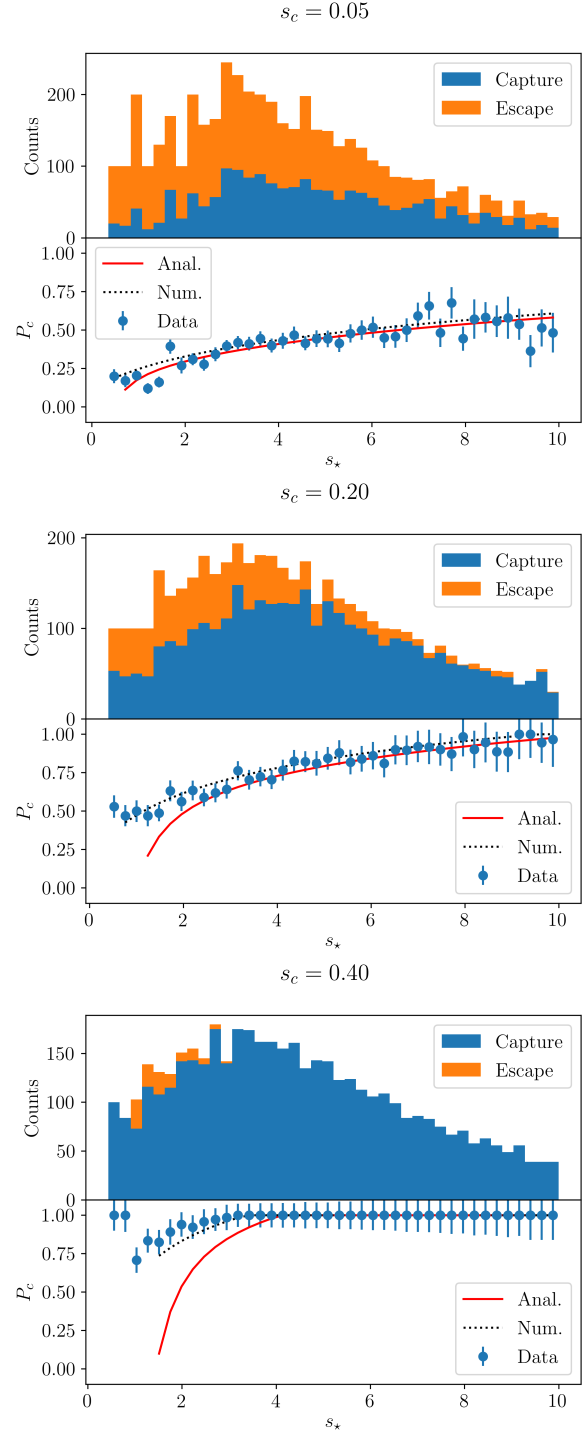 s_c = 0.05
200
100
0
Counts
Capture
Escape
1.00
0.75
0.50
0.25
0.00
P_c
Anal.
Num.
Data
0 2 4 6 8 10
s_⋆
s_c = 0.20
200
100
0
Counts
Capture
Escape
1.00
0.75
0.50
0.25
0.00
P_c
Anal.
Num.
Data
0 2 4 6 8 10
s_⋆
s_c = 0.40
150
100
50
0
Counts
Capture
Escape
1.00
0.75
0.50
0.25
0.00
P_c
Anal.
Num.
Data
0 2 4 6 8 10
s_⋆